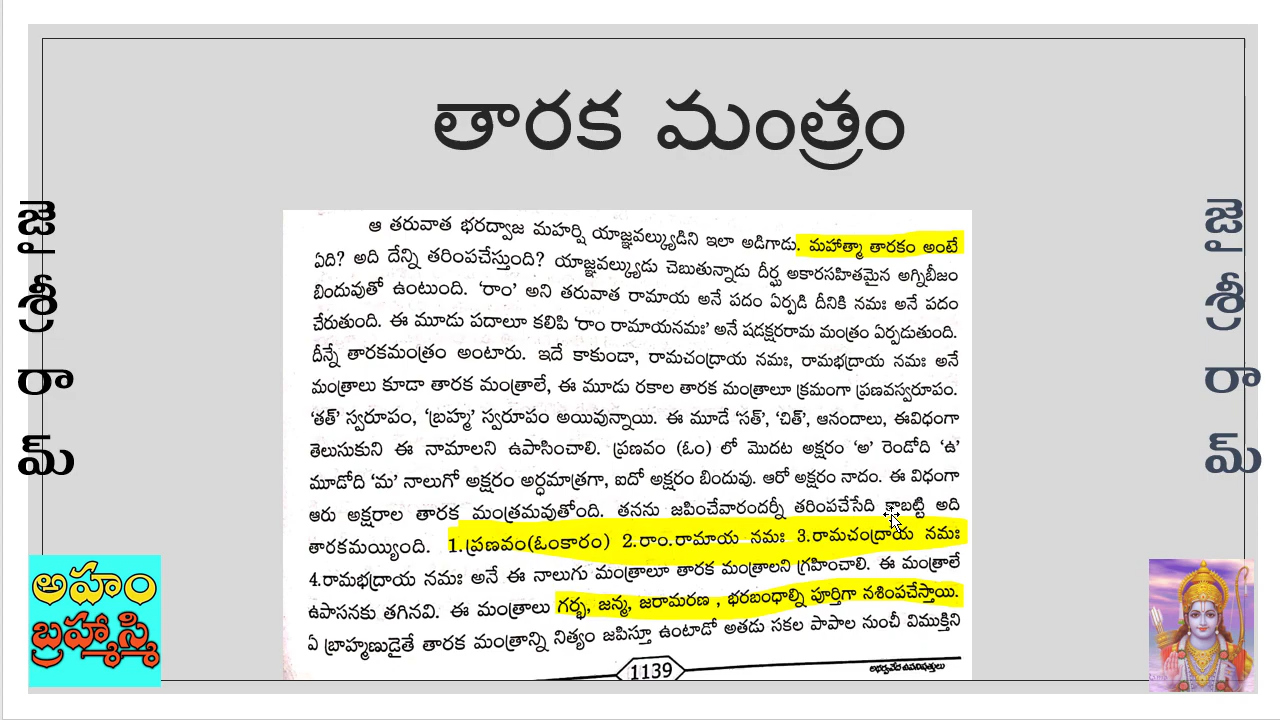 తారక మంత్రం
జై
శ్రీ
రా
మ్
ఆ తరువాత భరద్వాజ మహర్షి యాజ్ఞవల్క్యుడిని ఇలా అడిగాడు. మహాత్మా తారకం అంటే
ఏది? అది దేన్ని తరింపచేస్తుంది? యాజ్ఞవల్క్యుడు చెబుతున్నాడు దీర్ఘ అకారసహితమైన అగ్నిబీజం
బిందువుతో ఉంటుంది. ‘రాం’ అని తరువాత రామాయ అనే పదం ఏర్పడి దీనికి నమః అనే పదం
చేరుతుంది. ఈ మూడు పదాలూ కలిపి ‘రాం రామాయనమః’ అనే షడక్షరరామ మంత్రం ఏర్పడుతుంది.
దీన్నే తారకమంత్రం అంటారు. ఇదే కాకుండా, రామచంద్రాయ నమః, రామభద్రాయ నమః అనే
మంత్రాలు కూడా తారక మంత్రాలే, ఈ మూడు రకాల తారక మంత్రాలూ క్రమంగా ప్రణవస్వరూపం.
‘తత్’ స్వరూపం, ‘బ్రహ్మ’ స్వరూపం అయివున్నాయి. ఈ మూడే ‘సత్’, ‘చిత్’, ఆనందాలు, ఈవిధంగా
తెలుసుకుని ఈ నామాలని ఉపాసించాలి. ప్రణవం (ఓం) లో మొదట అక్షరం ‘అ’ రెండోది ‘ఉ’
మూడోది ‘మ’ నాలుగో అక్షరం అర్ధమాత్రగా, ఐదో అక్షరం బిందువు. ఆరో అక్షరం నాదం. ఈ విధంగా
ఆరు అక్షరాల తారక మంత్రమవుతోంది. తనను జపించేవారందర్నీ తరింపచేసేది కాబట్టి అది
తారకమయ్యింది. 1.ప్రణవం(ఓంకారం) 2.రాం.రామాయ నమః 3.రామచంద్రాయ నమః
4.రామభద్రాయ నమః అనే ఈ నాలుగు మంత్రాలూ తారక మంత్రాలని గ్రహించాలి. ఈ మంత్రాలే
ఉపాసనకు తగినవి. ఈ మంత్రాలు గర్భ, జన్మ, జరామరణ , భరబంధాల్ని పూర్తిగా నశింపచేస్తాయి.
ఏ బ్రాహ్మణుడైతే తారక మంత్రాన్ని నిత్యం జపిస్తూ ఉంటాడో అతడు సకల పాపాల నుంచీ విముక్తిని
1139
అథర్వవేద ఉపనిషత్తులు
జై
శ్రీ
రా
మ్
అహం
బ్రహ్మాస్మి